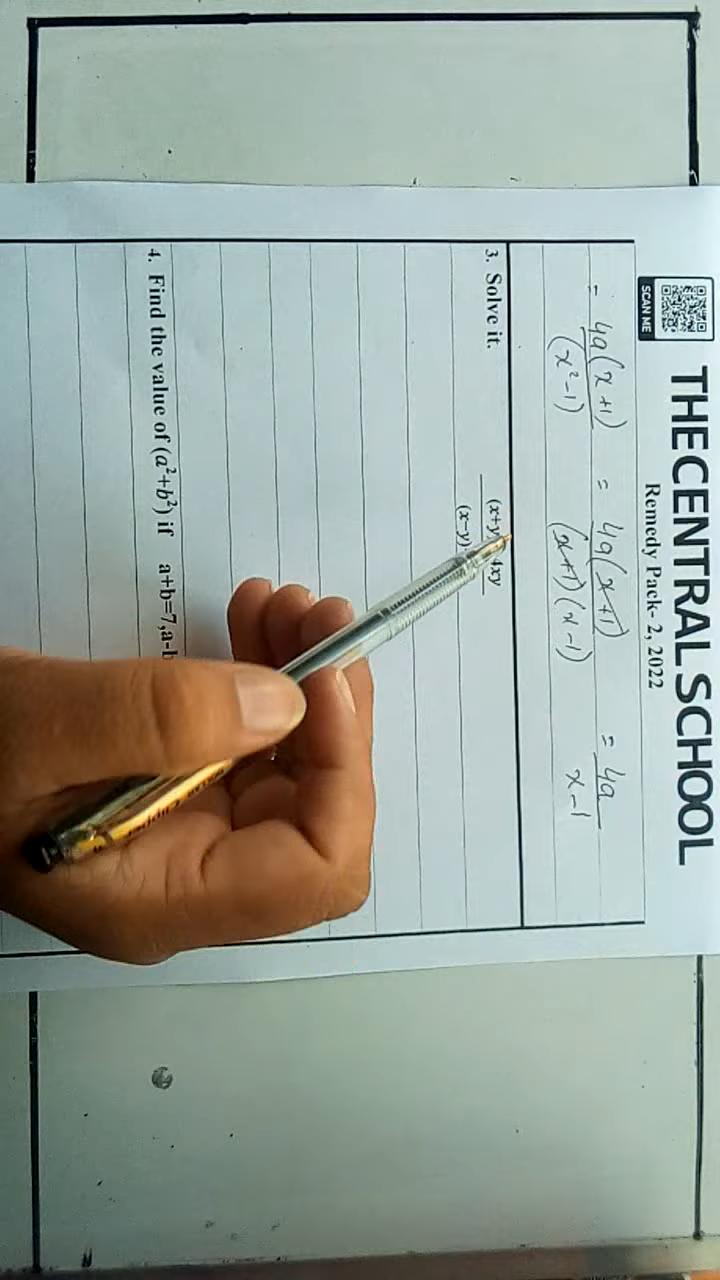 SCAN ME
THE CENTRAL SCHOOL
Remedy Pack- 2, 2022
= 4a(x+1) / (x²-1) = 4a(x+1) / (x+1)(x-1) = 4a / x-1
3. Solve it.
(x+y 4xy
(x-y)
4. Find the value of (a²+b²) if a+b=7,a-